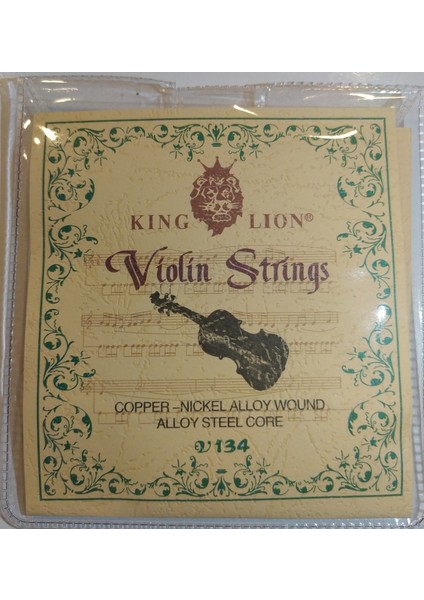 KING LION®
Violin Strings
COPPER-NICKEL ALLOY WOUND
ALLOY STEEL CORE
V134